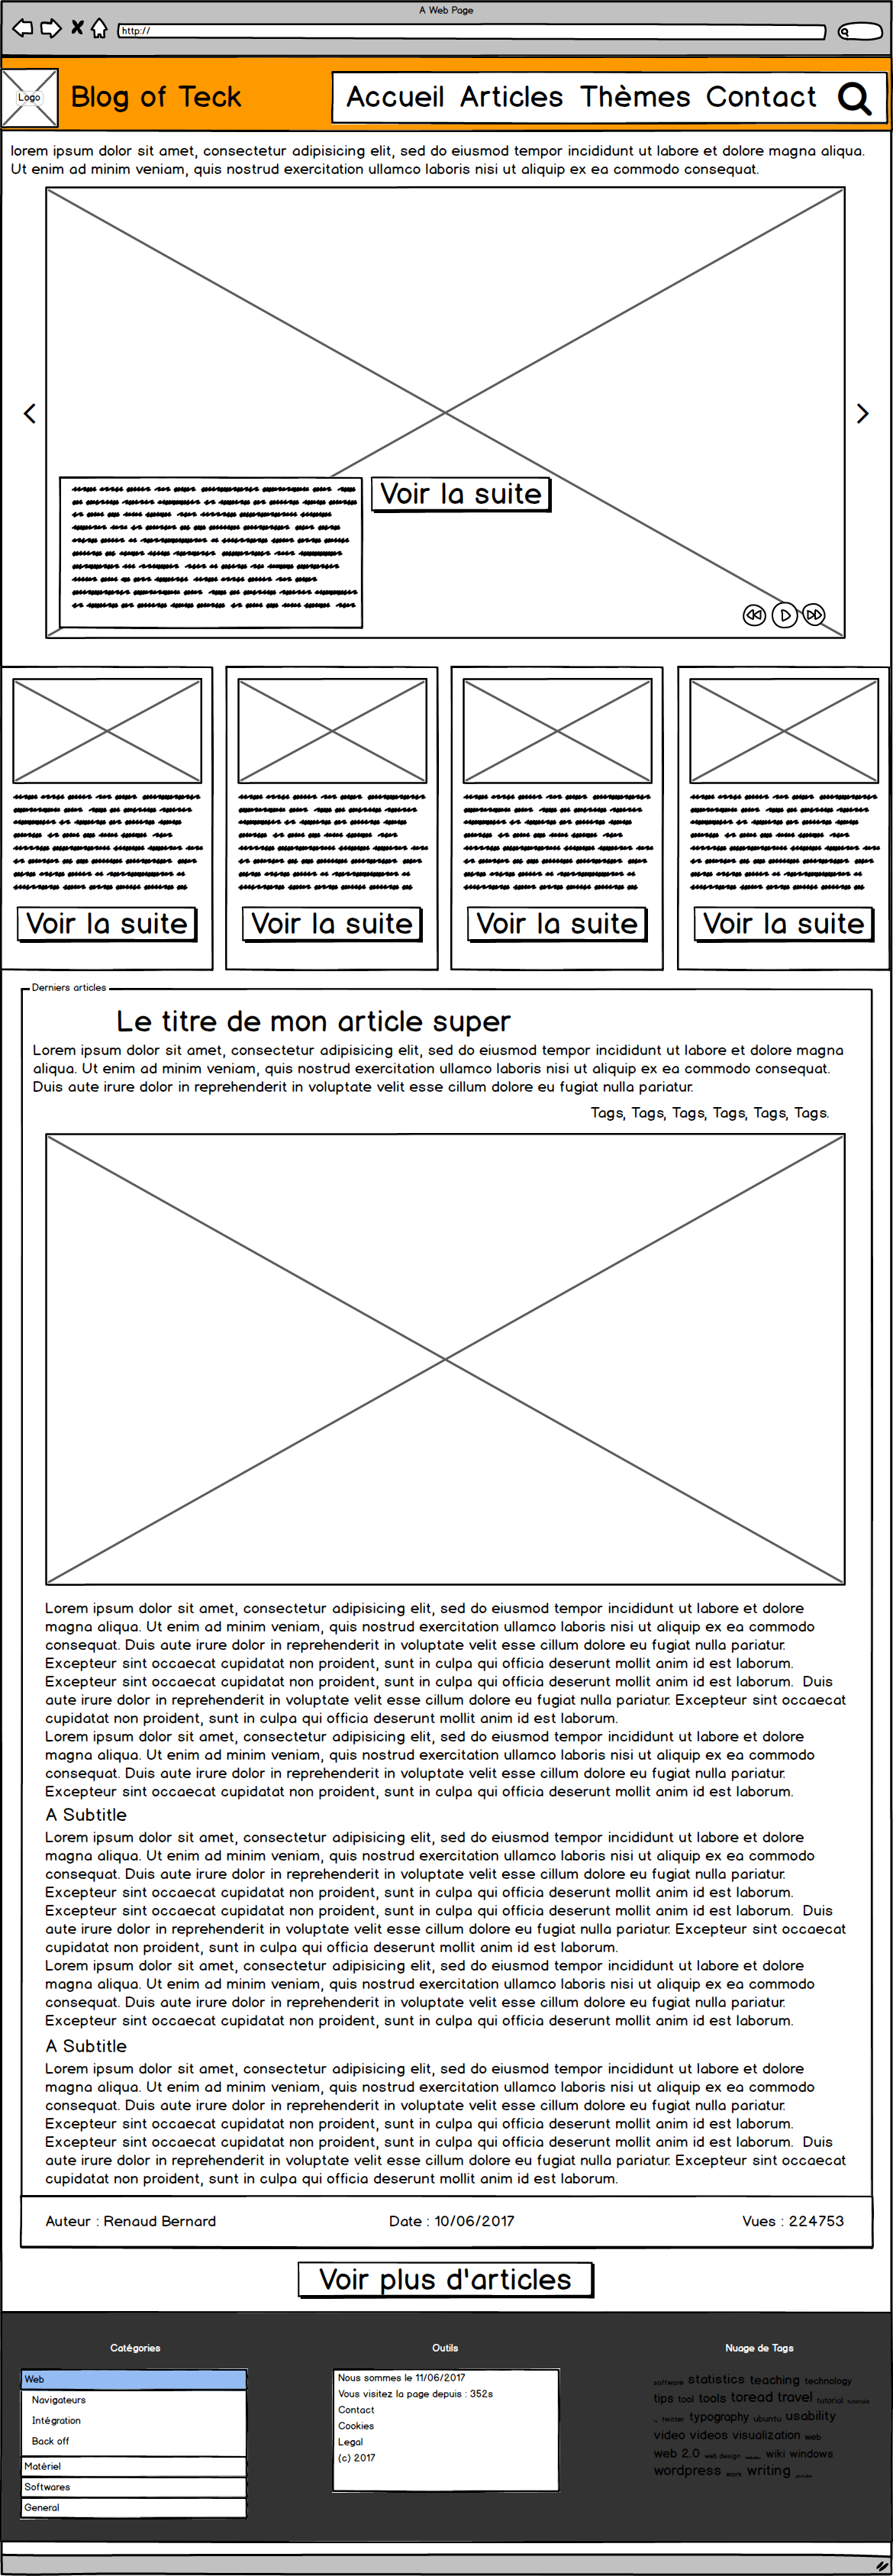 A Web Page
http://
Logo
Blog of Teck
Accueil Articles Thèmes Contact
lorem ipsum dolor sit amet, consectetur adipisicing elit, sed do eiusmod tempor incididunt ut labore et dolore magna aliqua.
Ut enim ad minim veniam, quis nostrud exercitation ullamco laboris nisi ut aliquip ex ea commodo consequat.
Voir la suite
Voir la suite
Voir la suite
Voir la suite
Voir la suite
Derniers articles
Le titre de mon article super
Lorem ipsum dolor sit amet, consectetur adipisicing elit, sed do eiusmod tempor incididunt ut labore et dolore magna
aliqua. Ut enim ad minim veniam, quis nostrud exercitation ullamco laboris nisi ut aliquip ex ea commodo consequat.
Duis aute irure dolor in reprehenderit in voluptate velit esse cillum dolore eu fugiat nulla pariatur.
Tags, Tags, Tags, Tags, Tags, Tags.
Lorem ipsum dolor sit amet, consectetur adipisicing elit, sed do eiusmod tempor incididunt ut labore et dolore
magna aliqua. Ut enim ad minim veniam, quis nostrud exercitation ullamco laboris nisi ut aliquip ex ea commodo
consequat. Duis aute irure dolor in reprehenderit in voluptate velit esse cillum dolore eu fugiat nulla pariatur.
Excepteur sint occaecat cupidatat non proident, sunt in culpa qui officia deserunt mollit anim id est laborum.
Excepteur sint occaecat cupidatat non proident, sunt in culpa qui officia deserunt mollit anim id est laborum.  Duis
aute irure dolor in reprehenderit in voluptate velit esse cillum dolore eu fugiat nulla pariatur. Excepteur sint occaecat
cupidatat non proident, sunt in culpa qui officia deserunt mollit anim id est laborum.
Lorem ipsum dolor sit amet, consectetur adipisicing elit, sed do eiusmod tempor incididunt ut labore et dolore
magna aliqua. Ut enim ad minim veniam, quis nostrud exercitation ullamco laboris nisi ut aliquip ex ea commodo
consequat. Duis aute irure dolor in reprehenderit in voluptate velit esse cillum dolore eu fugiat nulla pariatur.
Excepteur sint occaecat cupidatat non proident, sunt in culpa qui officia deserunt mollit anim id est laborum.
A Subtitle
Lorem ipsum dolor sit amet, consectetur adipisicing elit, sed do eiusmod tempor incididunt ut labore et dolore
magna aliqua. Ut enim ad minim veniam, quis nostrud exercitation ullamco laboris nisi ut aliquip ex ea commodo
consequat. Duis aute irure dolor in reprehenderit in voluptate velit esse cillum dolore eu fugiat nulla pariatur.
Excepteur sint occaecat cupidatat non proident, sunt in culpa qui officia deserunt mollit anim id est laborum.
Excepteur sint occaecat cupidatat non proident, sunt in culpa qui officia deserunt mollit anim id est laborum.  Duis
aute irure dolor in reprehenderit in voluptate velit esse cillum dolore eu fugiat nulla pariatur. Excepteur sint occaecat
cupidatat non proident, sunt in culpa qui officia deserunt mollit anim id est laborum.
Lorem ipsum dolor sit amet, consectetur adipisicing elit, sed do eiusmod tempor incididunt ut labore et dolore
magna aliqua. Ut enim ad minim veniam, quis nostrud exercitation ullamco laboris nisi ut aliquip ex ea commodo
consequat. Duis aute irure dolor in reprehenderit in voluptate velit esse cillum dolore eu fugiat nulla pariatur.
Excepteur sint occaecat cupidatat non proident, sunt in culpa qui officia deserunt mollit anim id est laborum.
A Subtitle
Lorem ipsum dolor sit amet, consectetur adipisicing elit, sed do eiusmod tempor incididunt ut labore et dolore
magna aliqua. Ut enim ad minim veniam, quis nostrud exercitation ullamco laboris nisi ut aliquip ex ea commodo
consequat. Duis aute irure dolor in reprehenderit in voluptate velit esse cillum dolore eu fugiat nulla pariatur.
Excepteur sint occaecat cupidatat non proident, sunt in culpa qui officia deserunt mollit anim id est laborum.
Excepteur sint occaecat cupidatat non proident, sunt in culpa qui officia deserunt mollit anim id est laborum.  Duis
aute irure dolor in reprehenderit in voluptate velit esse cillum dolore eu fugiat nulla pariatur. Excepteur sint occaecat
cupidatat non proident, sunt in culpa qui officia deserunt mollit anim id est laborum.
Auteur : Renaud Bernard
Date : 10/06/2017
Vues : 224753
Voir plus d'articles
Catégories
Web
Navigateurs
Intégration
Back off
Matériel
Softwares
General
Outils
Nous sommes le 11/06/2017
Vous visitez la page depuis : 352s
Contact
Cookies
Legal
(c) 2017
Nuage de Tags
software statistics teaching technology
tips tool tools toread travel tutorial tutorials
twitter typography ubuntu usability
video videos visualization web
web 2.0 web design wiki windows
wordpress work writing